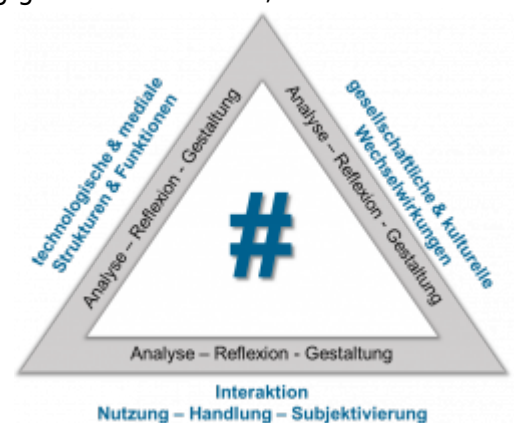 technologische & mediale
Strukturen & Funktionen
Analyse – Reflexion - Gestaltung
gesellschaftliche & kulturelle
Wechselwirkungen
Analyse – Reflexion - Gestaltung
#
Analyse – Reflexion - Gestaltung
Interaktion
Nutzung – Handlung – Subjektivierung